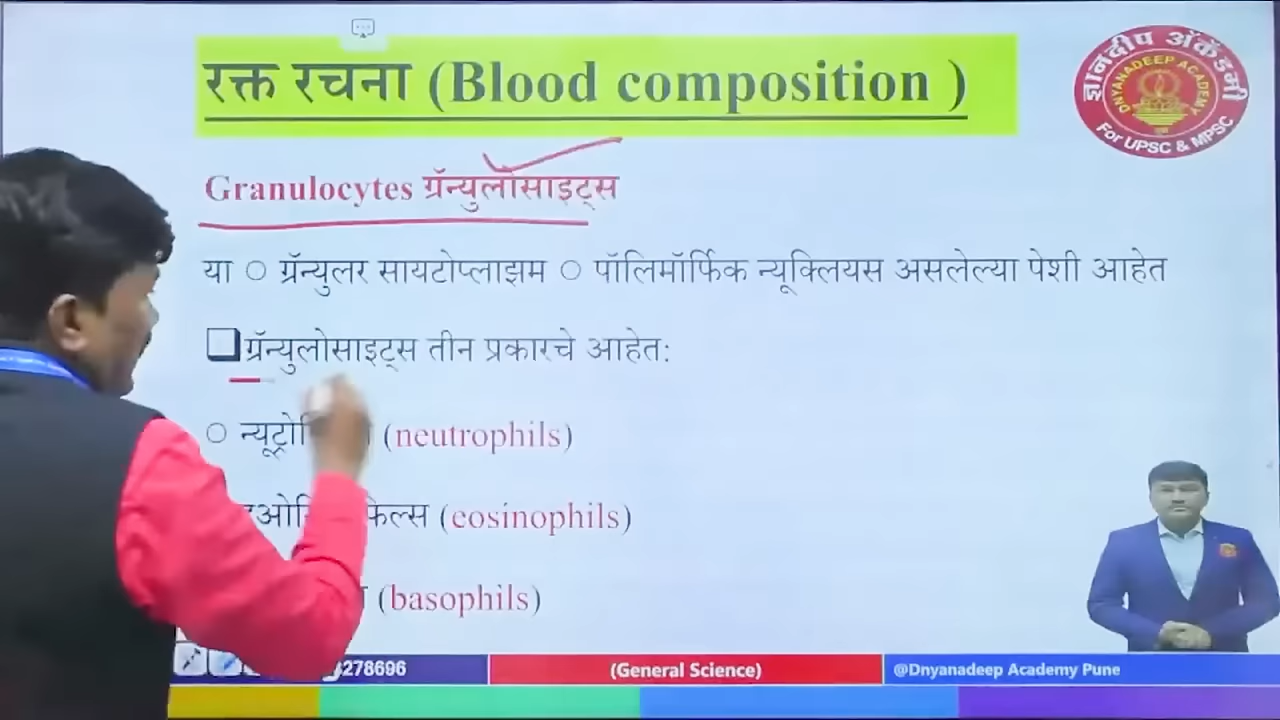 रक्त रचना (Blood composition )
ज्ञानदीप अ‍ॅकॅडमी
DNYANADEEP ACADEMY
For UPSC & MPSC
Granulocytes ग्रॅन्युलोसाइट्स
या ○ ग्रॅन्युलर सायटोप्लाझम ○ पॉलिमॉर्फिक न्यूक्लियस असलेल्या पेशी आहेत
❑ग्रॅन्युलोसाइट्स तीन प्रकारचे आहेत:
○ (neutrophils)
(eosinophils)
(basophils)
278696 (General Science) @Dnyanadeep Academy Pune